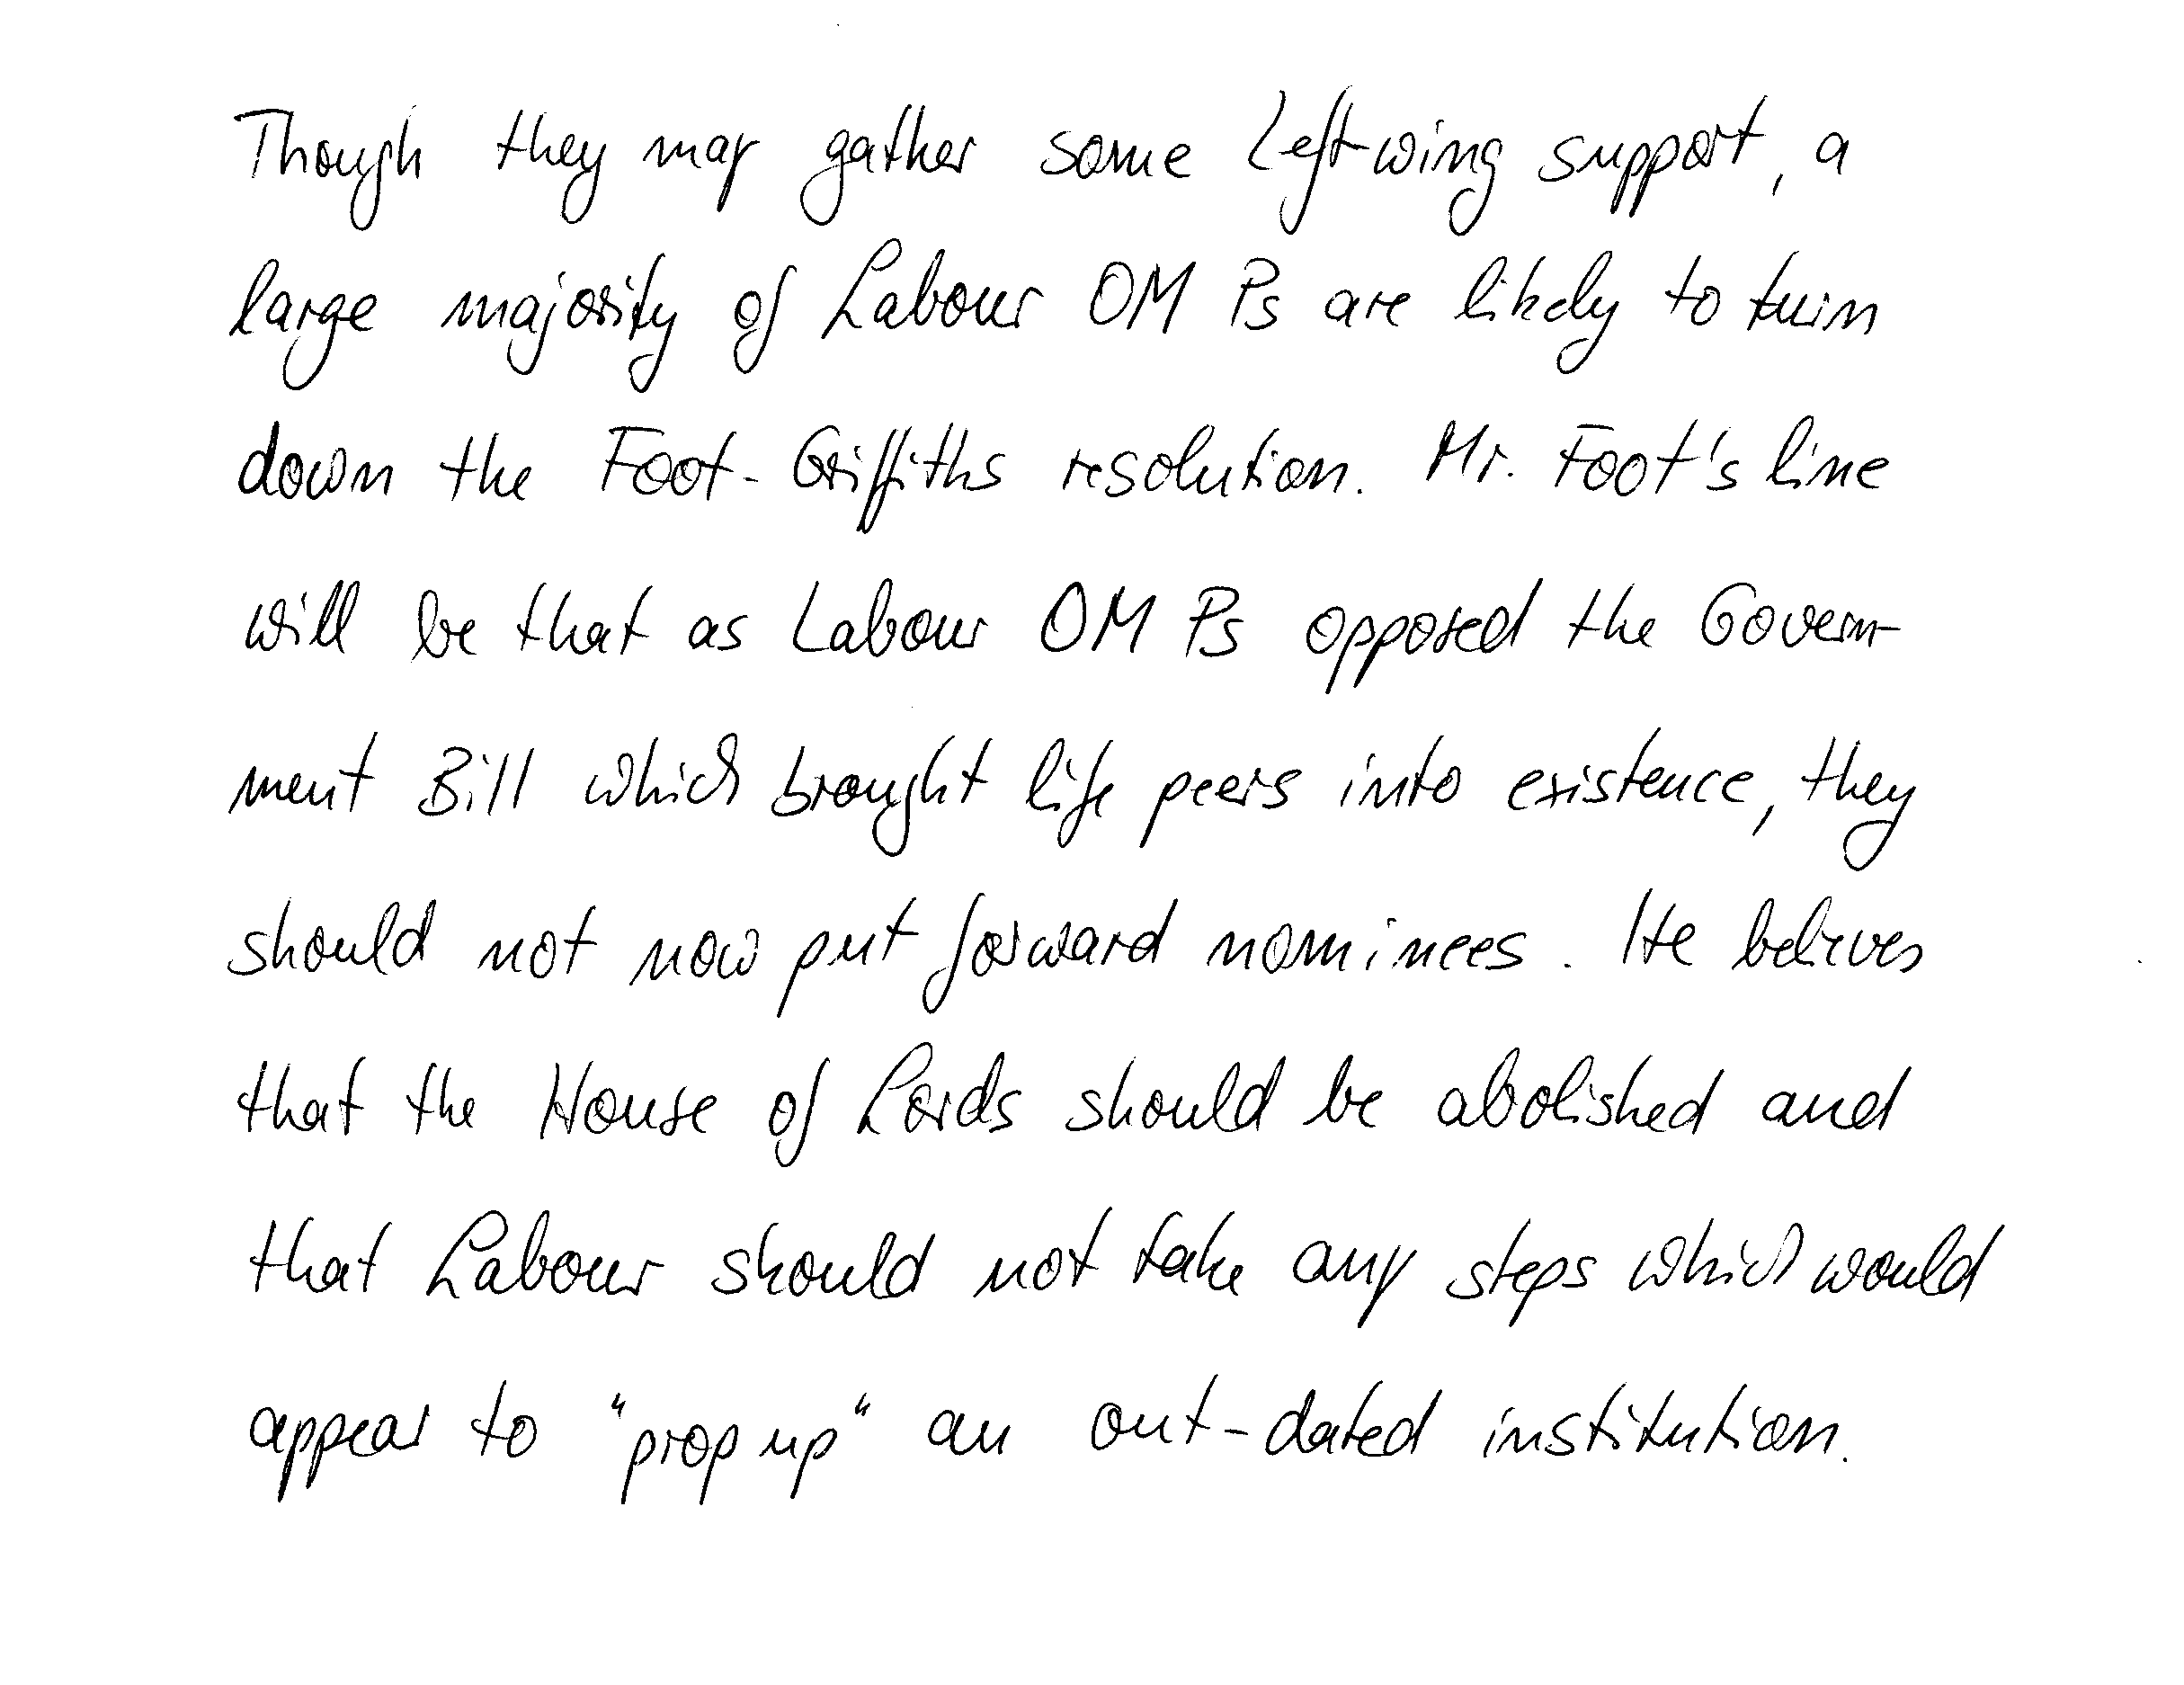 Though they may gather some Left-wing support, a
large majority of Labour OM Ps are likely to turn
down the Foot-Griffiths resolution. Mr. Foot's line
will be that as Labour OM Ps opposed the Govern-
ment Bill which brought life peers into existence, they
should not now put forward nominees. He believes
that the House of Lords should be abolished and
that Labour should not take any steps which would
appear to "prop up" an out-dated institution.